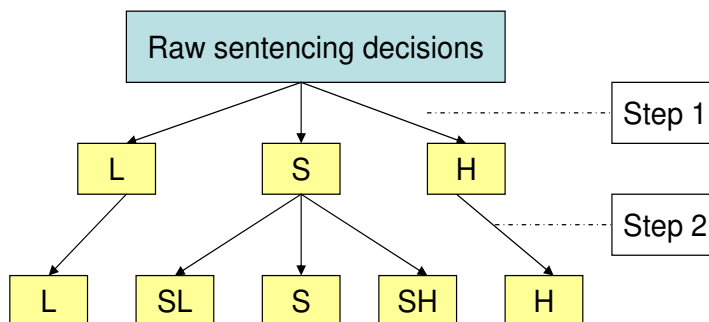 Raw sentencing decisions
Step 1
L S H
Step 2
L SL S SH H